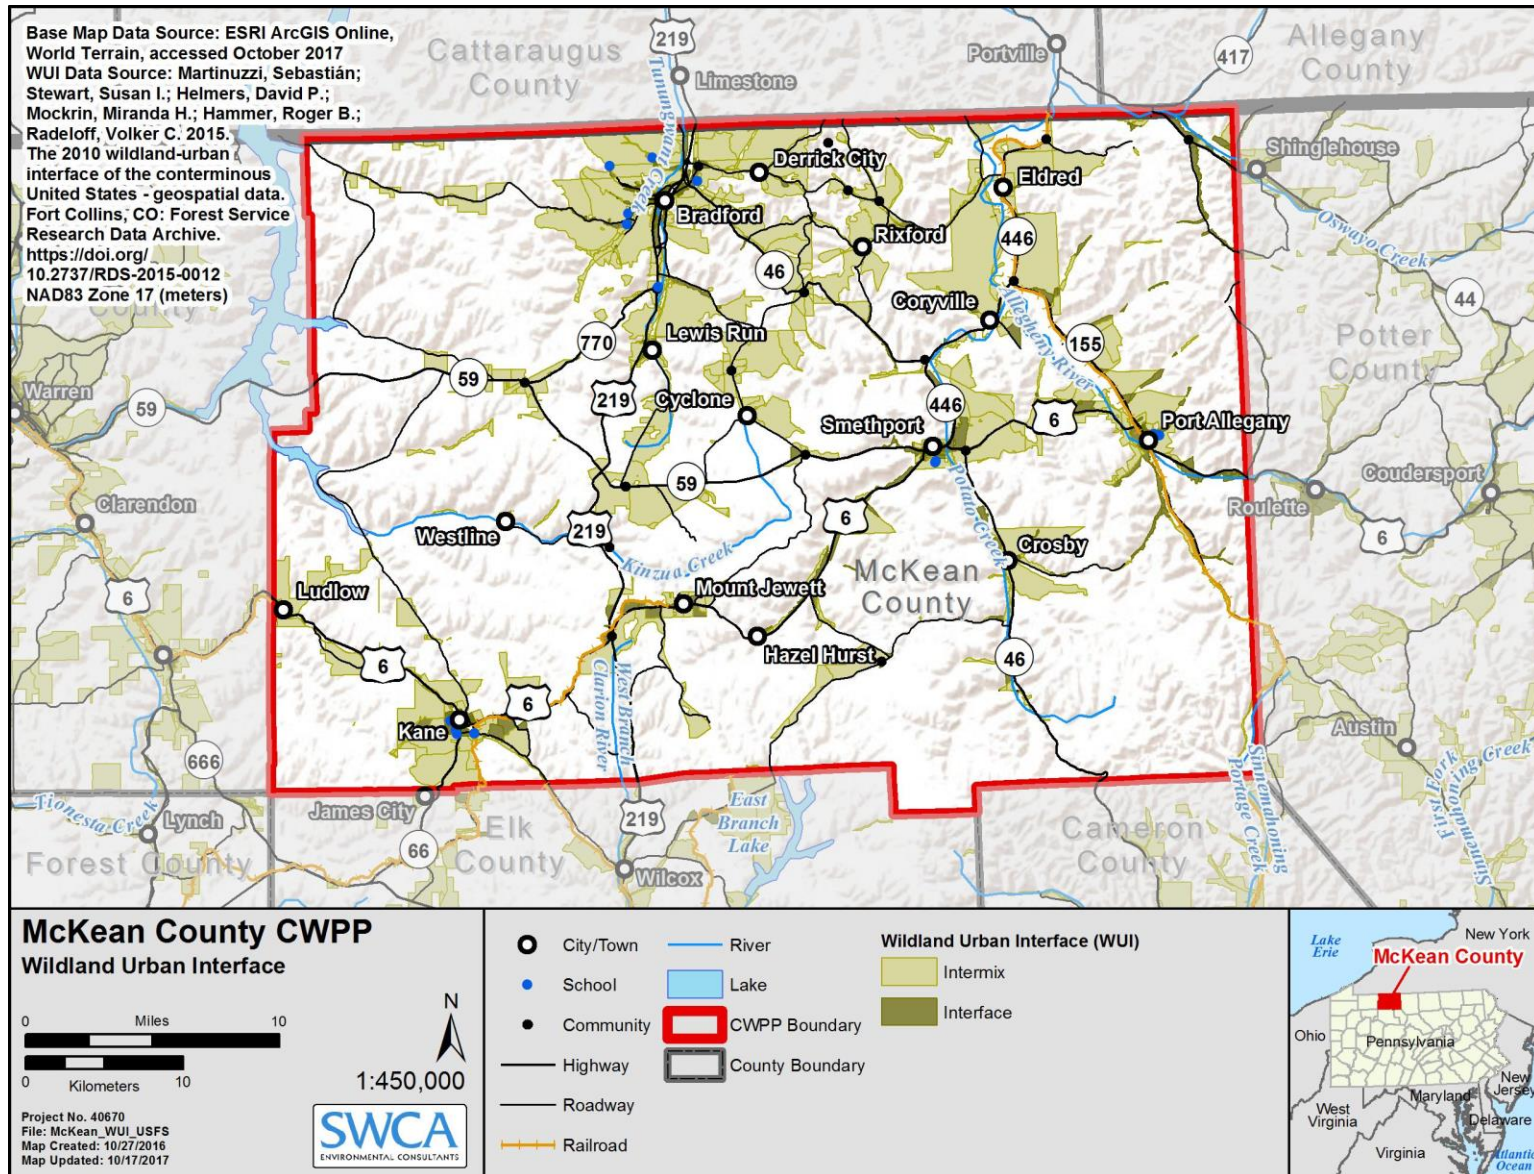 Base Map Data Source: ESRI ArcGIS Online,
World Terrain, accessed October 2017
WUI Data Source: Martinuzzi, Sebastián;
Stewart, Susan I.; Helmers, David P.;
Mockrin, Miranda H.; Hammer, Roger B.;
Radeloff, Volker C. 2015.
The 2010 wildland-urban
interface of the conterminous
United States - geospatial data.
Fort Collins, CO: Forest Service
Research Data Archive.
https://doi.org/
10.2737/RDS-2015-0012
NAD83 Zone 17 (meters)
County
Cattaraugus
County
219
Limestone
Tunungwant Creek
Portville
417
Allegany
County
Shinglehouse
Oswayo Creek
Derrick City
Bradford
Eldred
Rixford
446
46
Coryville
Allegheny River
44
Potter
County
Lewis Run
770
155
Warren
59
59
219
Cyclone
446
Smethport
6
Port Allegany
Coudersport
Roulette
6
Clarendon
59
Potato Creek
6
Westline
219
Kinzua Creek
Crosby
McKean
County
Mount Jewett
Ludlow
6
Hazel Hurst
6
46
Kane
6
West Branch
Clarion River
Austin
666
James City
Tionesta Creek
Lynch
Forest County
66
Elk
County
219
Wilcox
East
Branch
Lake
Cameron
County
Sinnemahoning
Portage Creek
First Fork
Sinnemahoning Creek
McKean County CWPP
Wildland Urban Interface
0 Miles 10
0 Kilometers 10
N
1:450,000
Project No. 40670
File: McKean_WUI_USFS
Map Created: 10/27/2016
Map Updated: 10/17/2017
SWCA
ENVIRONMENTAL CONSULTANTS
City/Town
School
Community
Highway
Roadway
Railroad
River
Lake
CWPP Boundary
County Boundary
Wildland Urban Interface (WUI)
Intermix
Interface
Lake
Erie
New York
McKean County
Ohio
Pennsylvania
New
Jersey
Maryland
West
Virginia
Delaware
Virginia
Atlantic
Ocean